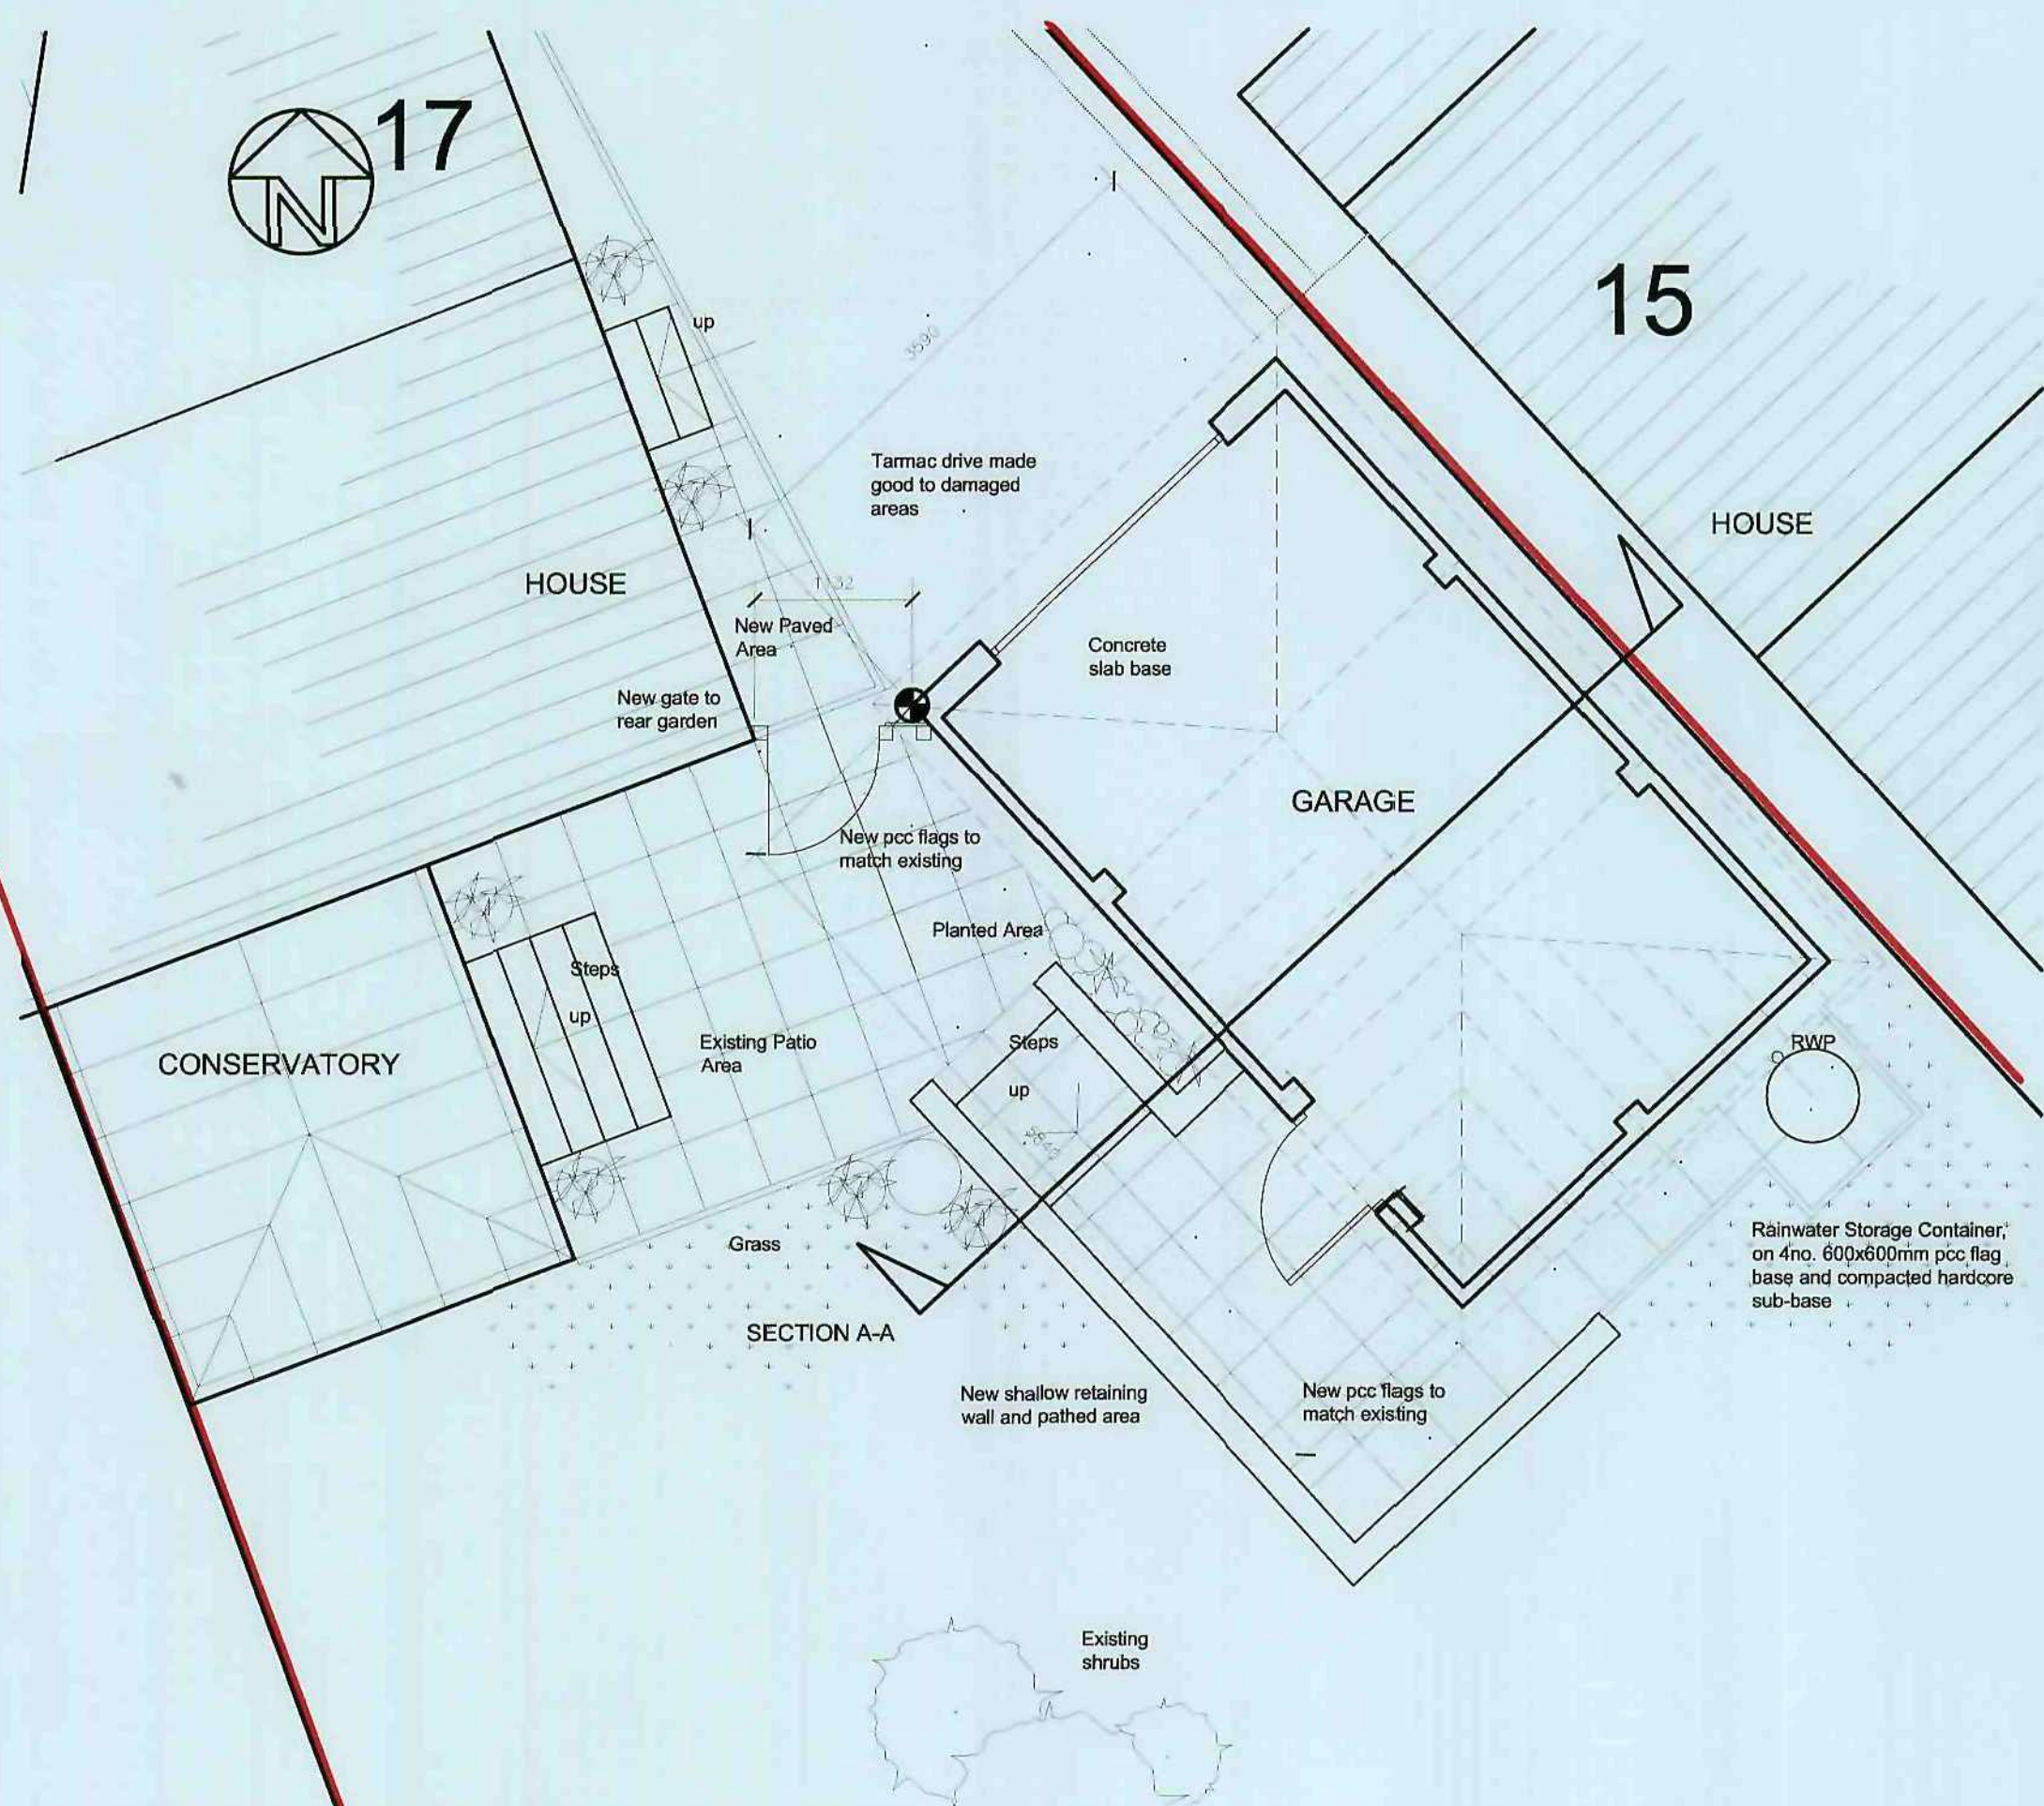 17
N
15
up
3590
Tarmac drive made
good to damaged
areas
HOUSE
HOUSE
New Paved
Area
Concrete
slab base
New gate to
rear garden
GARAGE
New pcc flags to
match existing
Planted Area
Steps
up
Existing Patio
Area
Steps
up
CONSERVATORY
RWP
Grass
Rainwater Storage Container,
on 4no. 600x600mm pcc flag
base and compacted hardcore
sub-base
SECTION A-A
New shallow retaining
wall and pathed area
New pcc flags to
match existing
Existing
shrubs